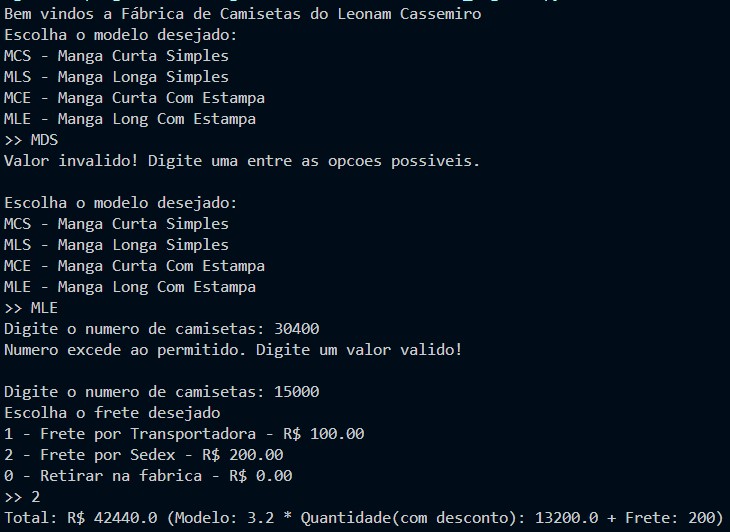 Bem vindos a Fábrica de Camisetas do Leonam Cassemiro
Escolha o modelo desejado:
MCS - Manga Curta Simples
MLS - Manga Longa Simples
MCE - Manga Curta Com Estampa
MLE - Manga Long Com Estampa
>> MDS
Valor invalido! Digite uma entre as opcoes possiveis.
Escolha o modelo desejado:
MCS - Manga Curta Simples
MLS - Manga Longa Simples
MCE - Manga Curta Com Estampa
MLE - Manga Long Com Estampa
>> MLE
Digite o numero de camisetas: 30400
Numero excede ao permitido. Digite um valor valido!
Digite o numero de camisetas: 15000
Escolha o frete desejado
1 - Frete por Transportadora - R$ 100.00
2 - Frete por Sedex - R$ 200.00
0 - Retirar na fabrica - R$ 0.00
>> 2
Total: R$ 42440.0 (Modelo: 3.2 * Quantidade(com desconto): 13200.0 + Frete: 200)